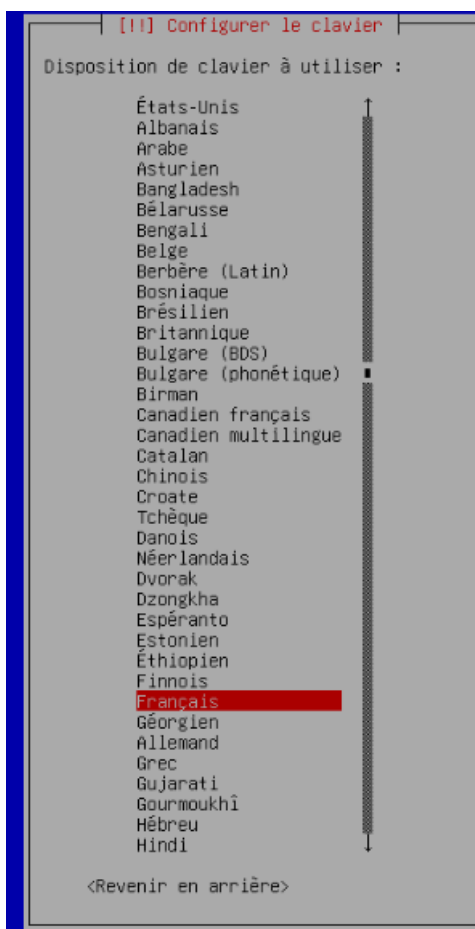 [!!] Configurer le clavier
Disposition de clavier à utiliser :
États-Unis
Albanais
Arabe
Asturien
Bangladesh
Bélarusse
Bengali
Belge
Berbère (Latin)
Bosniaque
Brésilien
Britannique
Bulgare (BDS)
Bulgare (phonétique)
Birman
Canadien français
Canadien multilingue
Catalan
Chinois
Croate
Tchèque
Danois
Néerlandais
Dvorak
Dzongkha
Espéranto
Estonien
Éthiopien
Finnois
Français
Géorgien
Allemand
Grec
Gujarati
Gourmoukhî
Hébreu
Hindi
<Revenir en arrière>